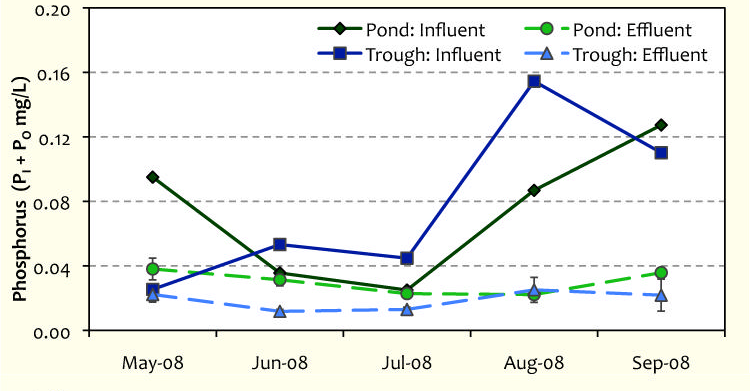 0.20
Pond: Influent
Pond: Effluent
Trough: Influent
Trough: Effluent
0.16
0.12
0.08
0.04
0.00
Phosphorus (PI + PO mg/L)
May-08
Jun-08
Jul-08
Aug-08
Sep-08